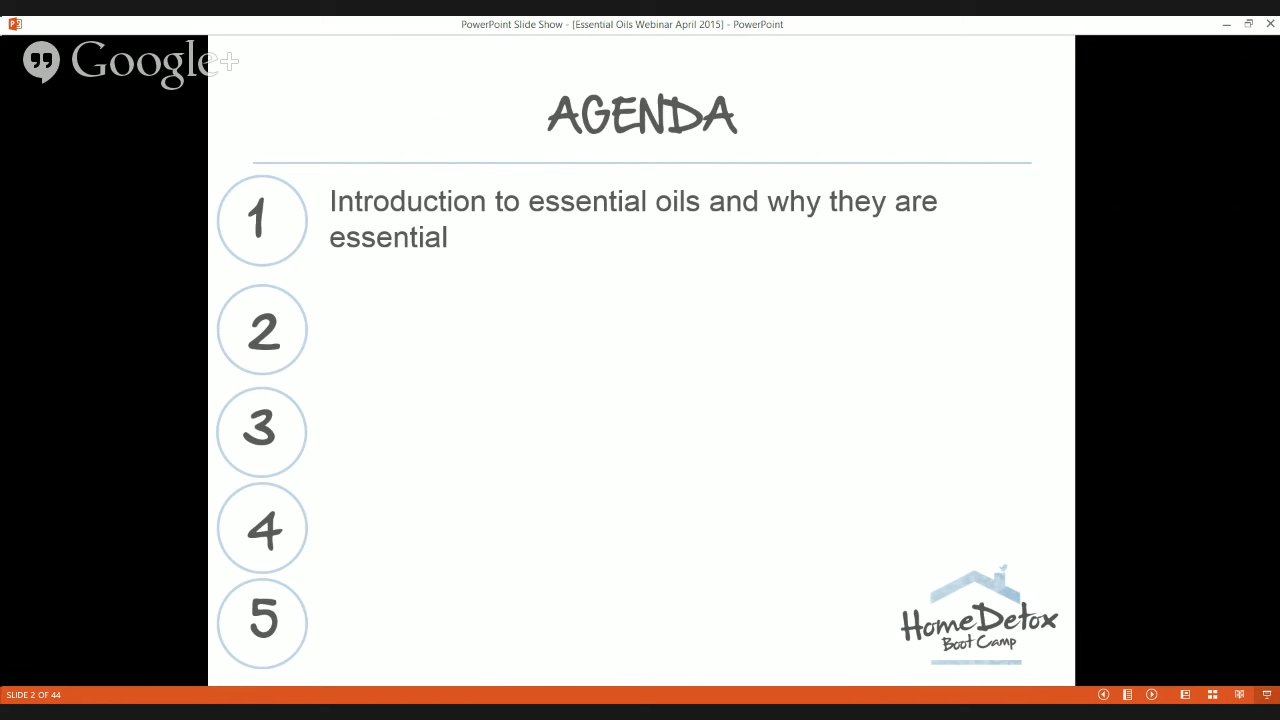 PowerPoint Slide Show - [Essential Oils Webinar April 2015] - PowerPoint
Google+
AGENDA
1
Introduction to essential oils and why they are
essential
2
3
4
5
HomeDetox
Boot Camp
SLIDE 2 OF 44